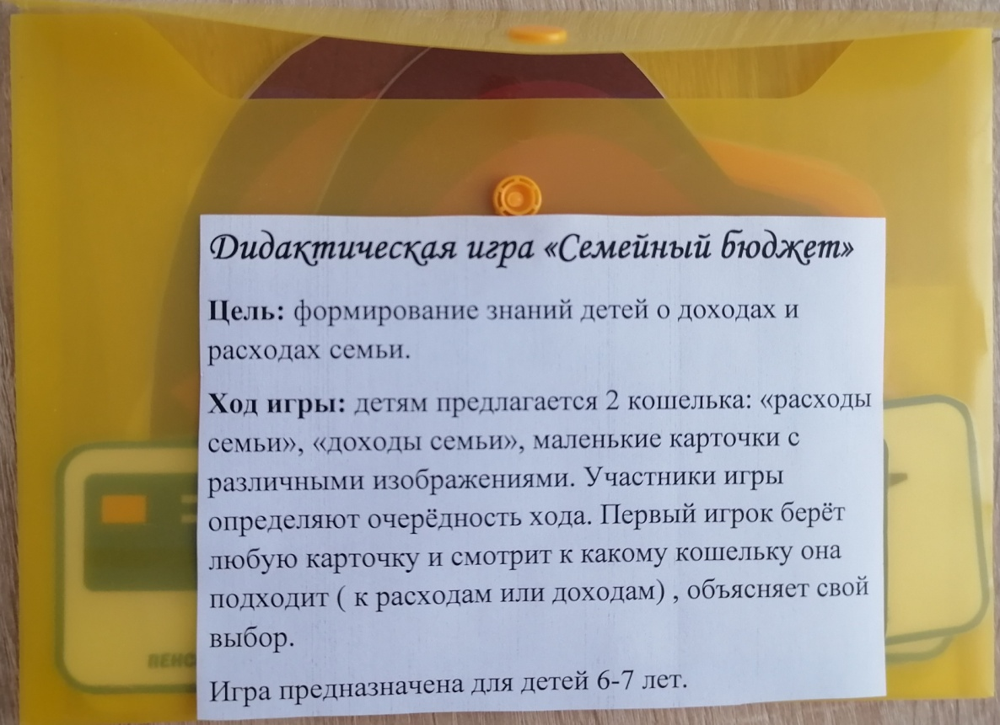 Дидактическая игра «Семейный бюджет»
Цель: формирование знаний детей о доходах и
расходах семьи.
Ход игры: детям предлагается 2 кошелька: «расходы
семьи», «доходы семьи», маленькие карточки с
различными изображениями. Участники игры
определяют очерёдность хода. Первый игрок берёт
любую карточку и смотрит к какому кошельку она
подходит ( к расходам или доходам) , объясняет свой
выбор.
Игра предназначена для детей 6-7 лет.